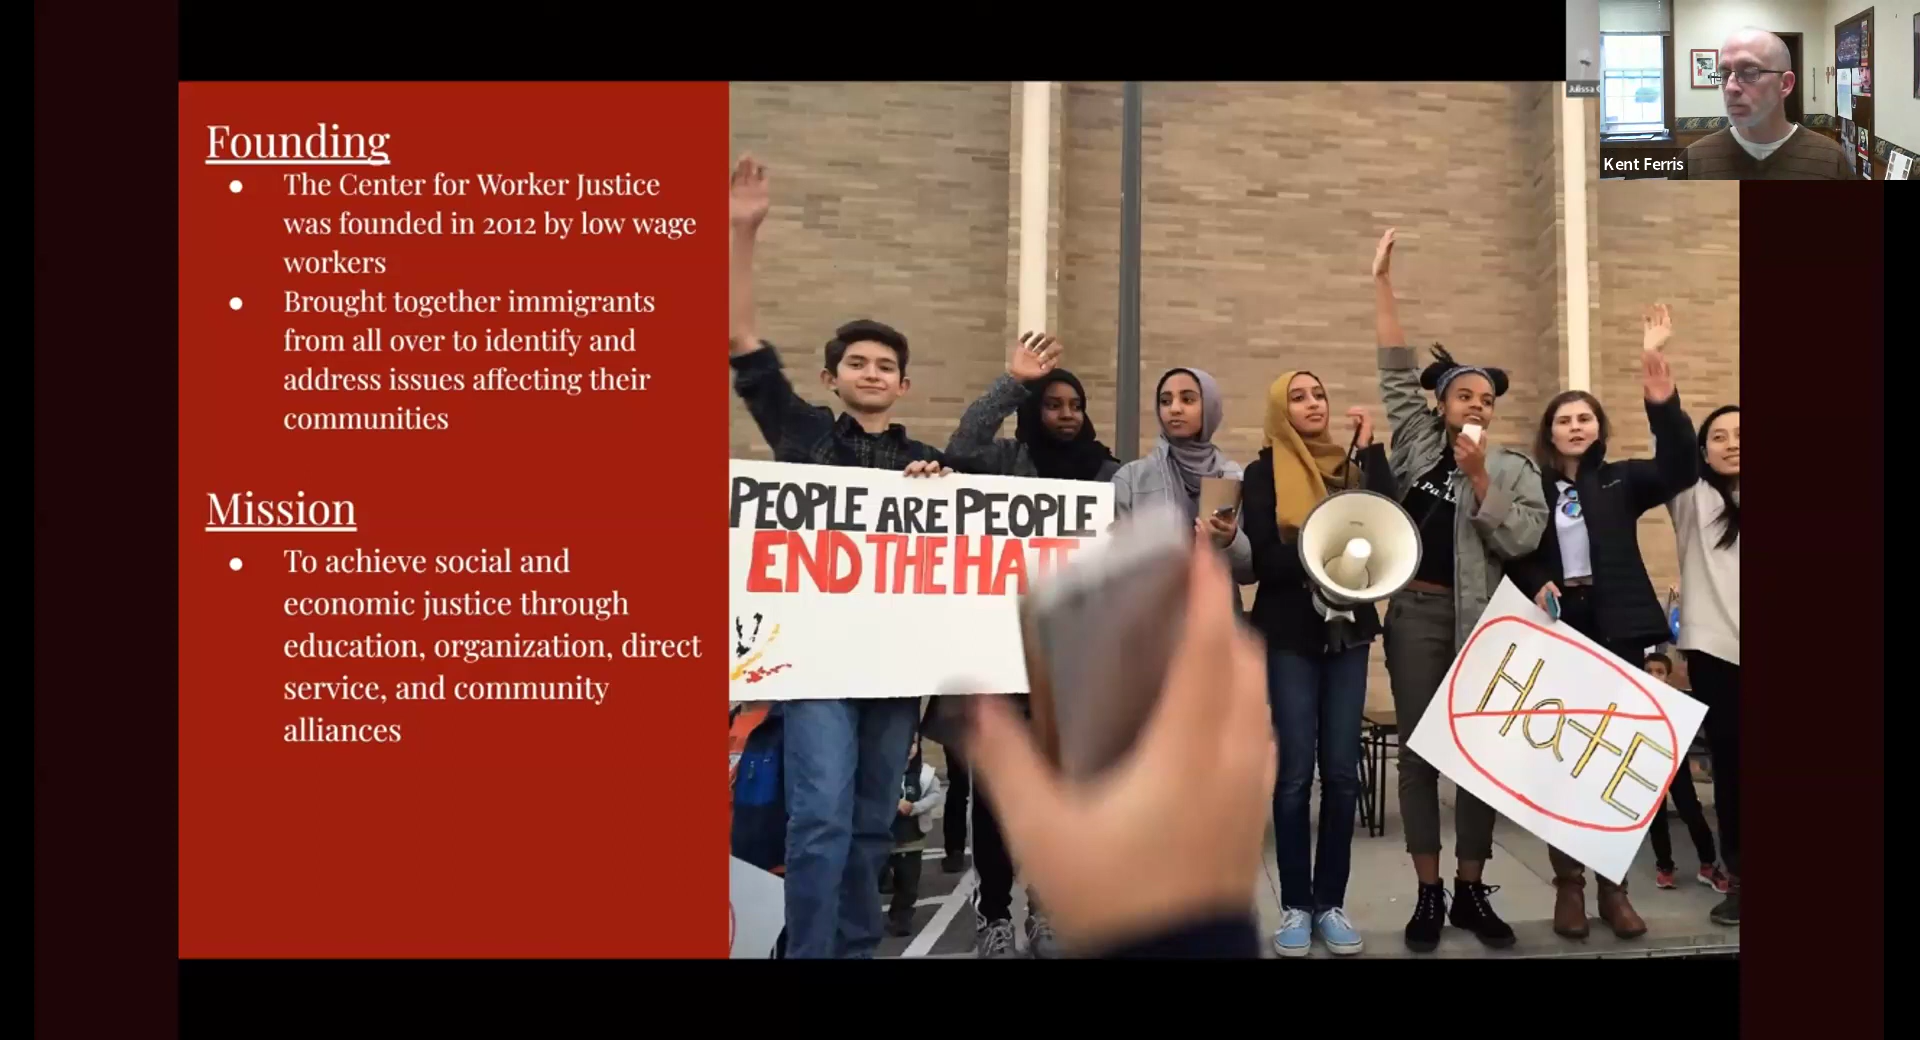 Founding
● The Center for Worker Justice
was founded in 2012 by low wage
workers
● Brought together immigrants
from all over to identify and
address issues affecting their
communities
Mission
● To achieve social and
economic justice through
education, organization, direct
service, and community
alliances
PEOPLE ARE PEOPLE
END THE HATE
HatE
Julissa
Kent Ferris